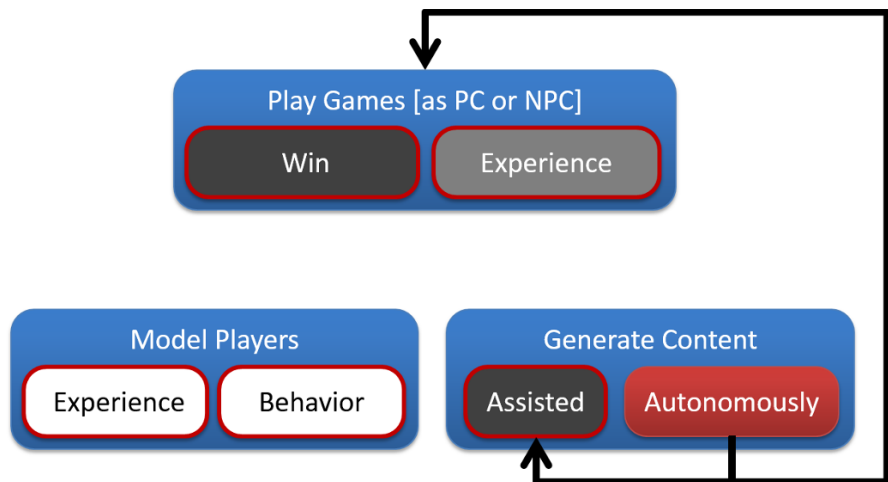 Play Games [as PC or NPC]
Win
Experience
Model Players
Experience
Behavior
Generate Content
Assisted
Autonomously